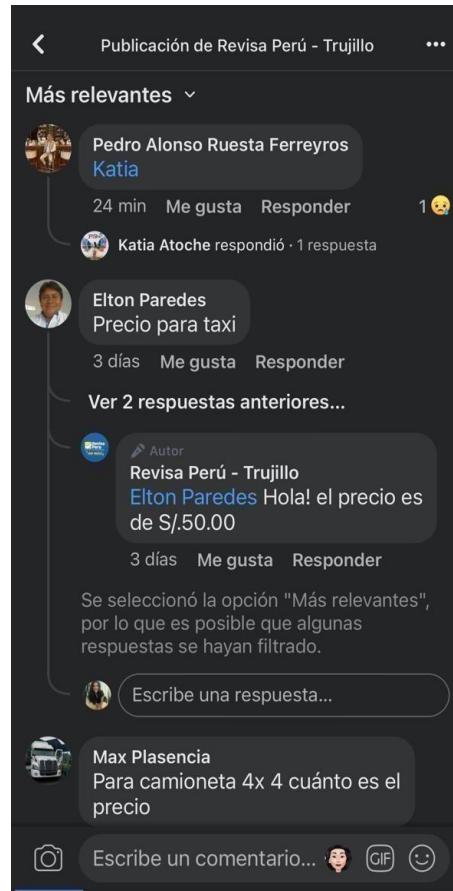 Publicación de Revisa Perú - Trujillo
Más relevantes
Pedro Alonso Ruesta Ferreyros
Katia
24 min Me gusta Responder 1
Katia Atoche respondió · 1 respuesta
Elton Paredes
Precio para taxi
3 días Me gusta Responder
Ver 2 respuestas anteriores...
Autor
Revisa Perú - Trujillo
Elton Paredes Hola! el precio es
de S/.50.00
3 días Me gusta Responder
Se seleccionó la opción "Más relevantes",
por lo que es posible que algunas
respuestas se hayan filtrado.
Escribe una respuesta...
Max Plasencia
Para camioneta 4x 4 cuánto es el
precio
Escribe un comentario... GIF